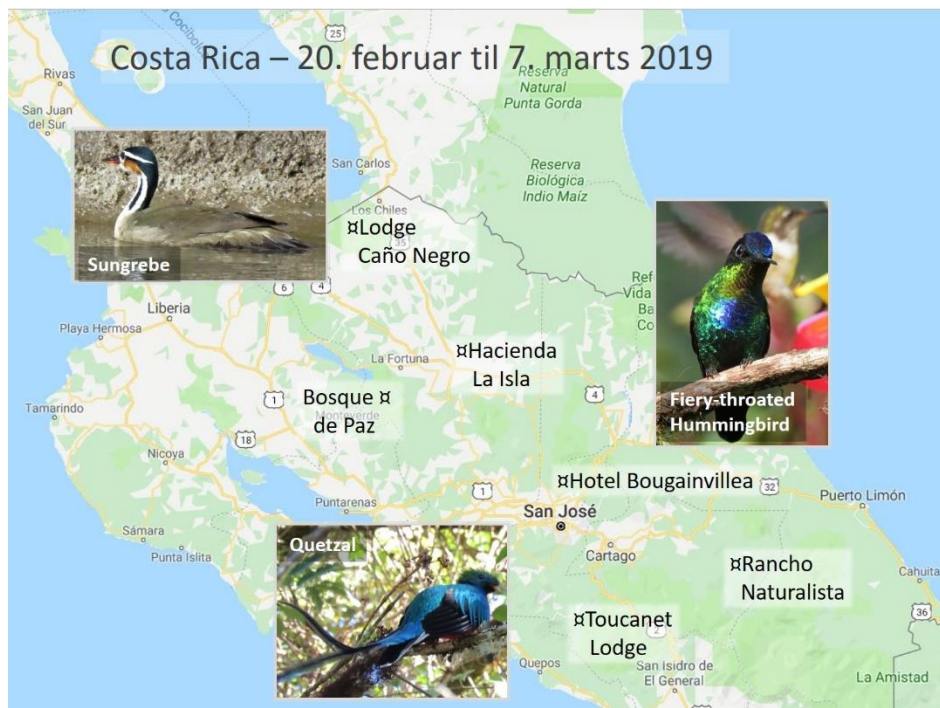 Costa Rica – 20. februar til 7. marts 2019
Rivas
San Juan
del Sur
25
Reserva
Natural
Punta Gorda
San Carlos
Reserva
Biológica
Indio Maíz
Los Chiles
¤Lodge
35
Caño Negro
Sungrebe
6
4
Liberia
Playa Hermosa
La Fortuna
¤Hacienda
La Isla
Ref
Vida
Ba
Co
Fiery-throated
Hummingbird
Bosque ¤
de Paz
Monteverde
1
4
Tamarindo
18
Nicoya
¤Hotel Bougainvillea
32
1
Puntarenas
San José
Puerto Limón
Sámara
Punta Islita
Cartago
Quetzal
¤Rancho
Naturalista
Cahuita
36
¤Toucanet
Lodge
2
Quepos
San Isidro de
El General
La Amistad